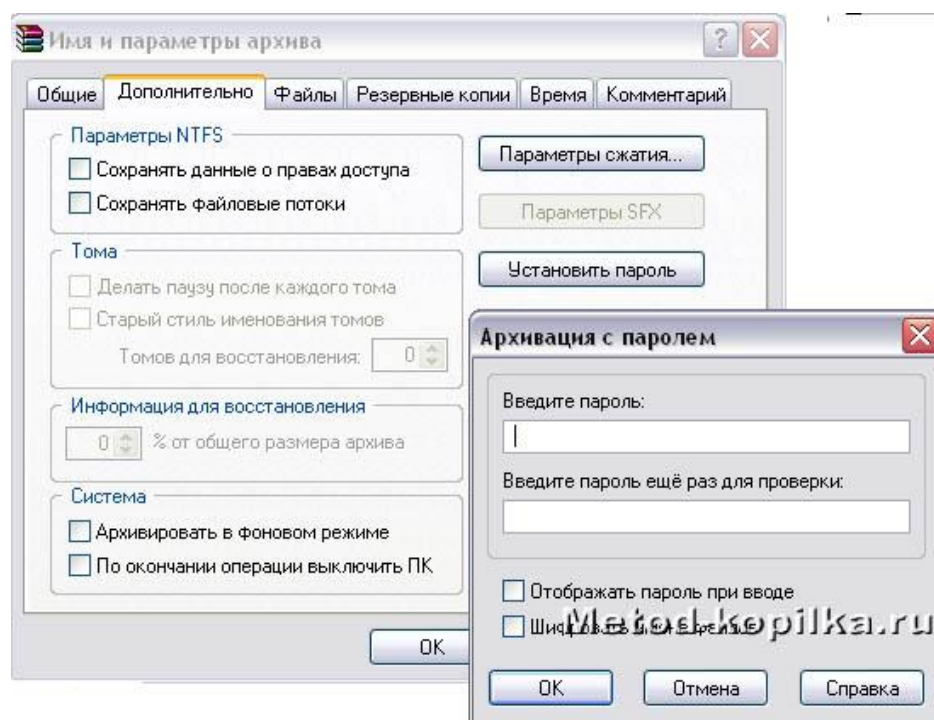 Имя и параметры архива
Общие Дополнительно Файлы Резервные копии Время Комментарий
Параметры NTFS
Сохранять данные о правах доступа
Сохранять файловые потоки
Параметры сжатия...
Параметры SFX
Установить пароль
Тома
Делать паузу после каждого тома
Старый стиль именования томов
Томов для восстановления: 0
Информация для восстановления
0 % от общего размера архива
Система
Архивировать в фоновом режиме
По окончании операции выключить ПК
OK
Архивация с паролем
Введите пароль:
Введите пароль ещё раз для проверки:
Отображать пароль при вводе
Metod-kopilka.ru
OK Отмена Справка